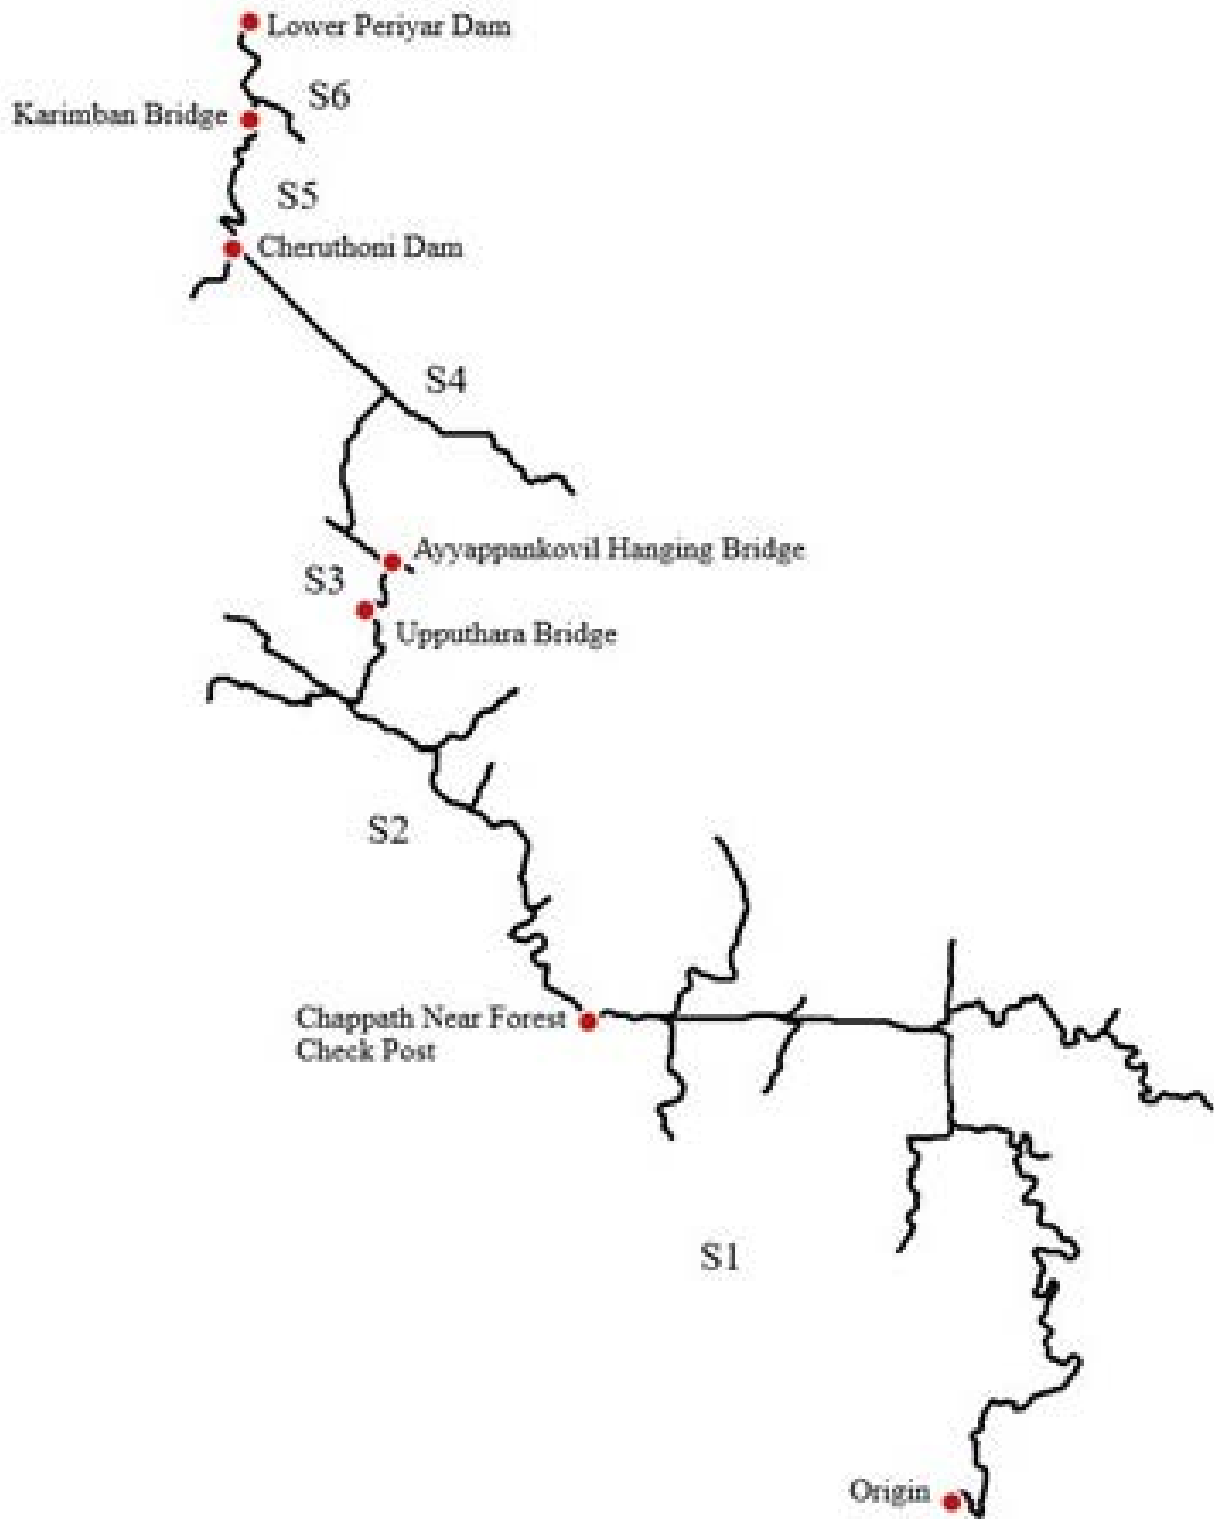 Lower Periyar Dam
S6
Karimban Bridge
S5
Cheruthoni Dam
S4
Ayyappankovil Hanging Bridge
S3
Upputhara Bridge
S2
Chappath Near Forest
Check Post
S1
Origin